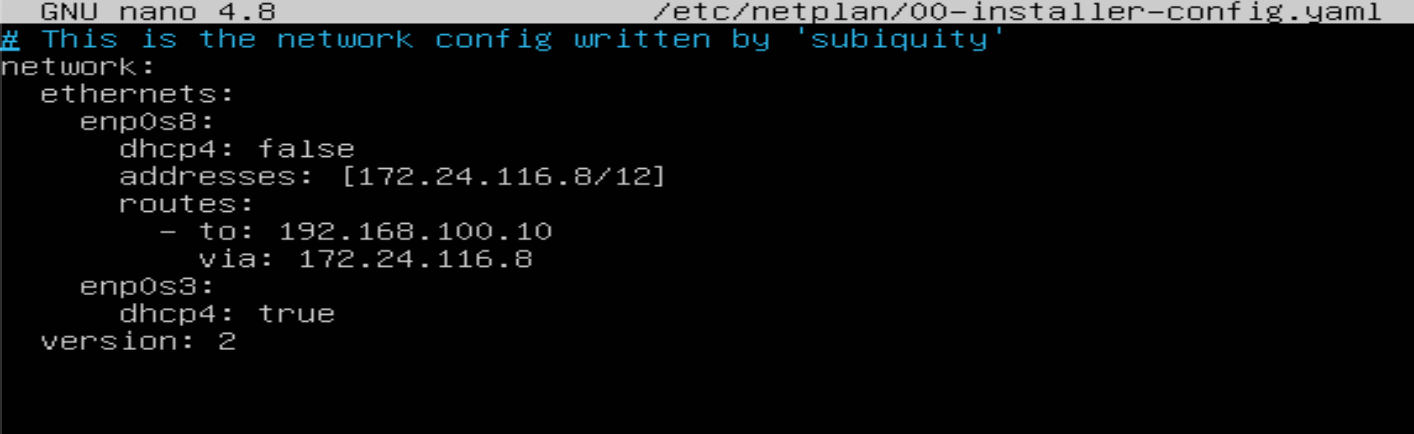 GNU nano 4.8 /etc/netplan/00-installer-config.yaml
# This is the network config written by 'subiquity'
network:
  ethernets:
    enp0s8:
      dhcp4: false
      addresses: [172.24.116.8/12]
      routes:
        - to: 192.168.100.10
          via: 172.24.116.8
    enp0s3:
      dhcp4: true
  version: 2